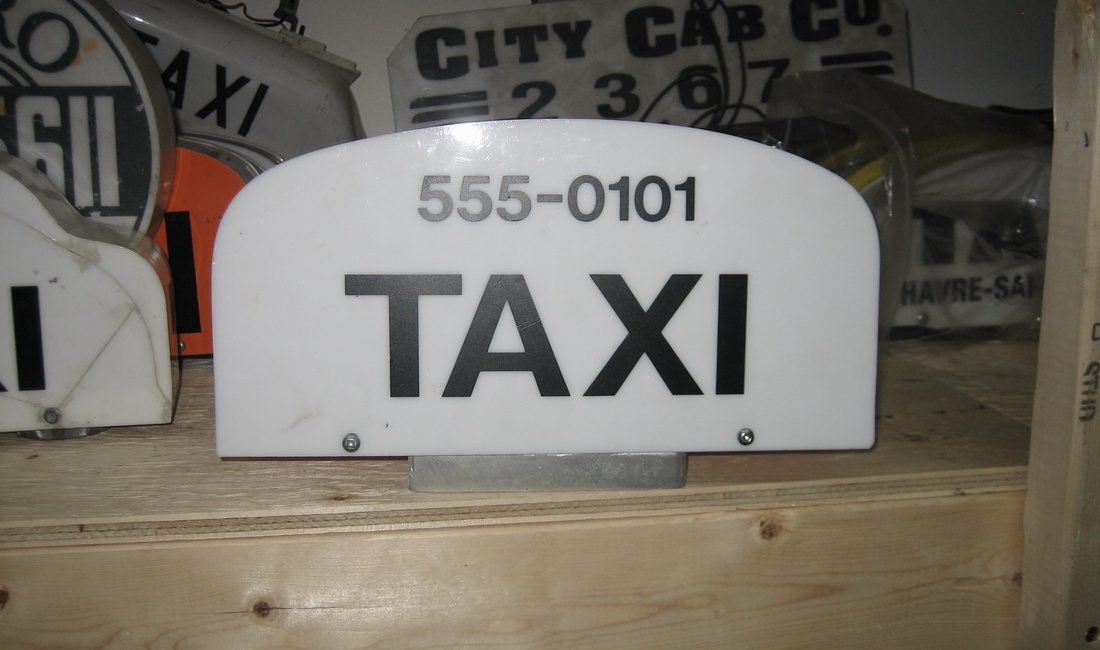 TAXI
CITY CAB CO.
2367
555-0101
TAXI
HAVRE-SAI